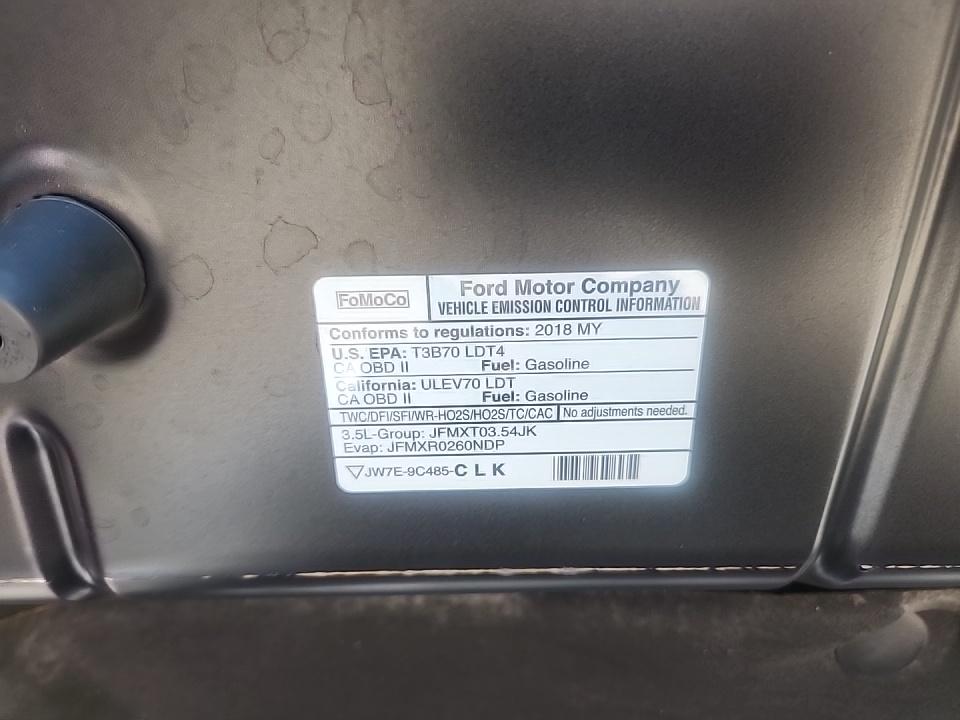 FoMoCo
Ford Motor Company
VEHICLE EMISSION CONTROL INFORMATION
Conforms to regulations: 2018 MY
U.S. EPA: T3B70 LDT4
CA OBD II Fuel: Gasoline
California: ULEV70 LDT
CA OBD II Fuel: Gasoline
TWC/DFI/SFI/WR-HO2S/HO2S/TC/CAC No adjustments needed.
3.5L-Group: JFMXT03.54JK
Evap: JFMXR0260NDP
JW7E-9C485-C L K